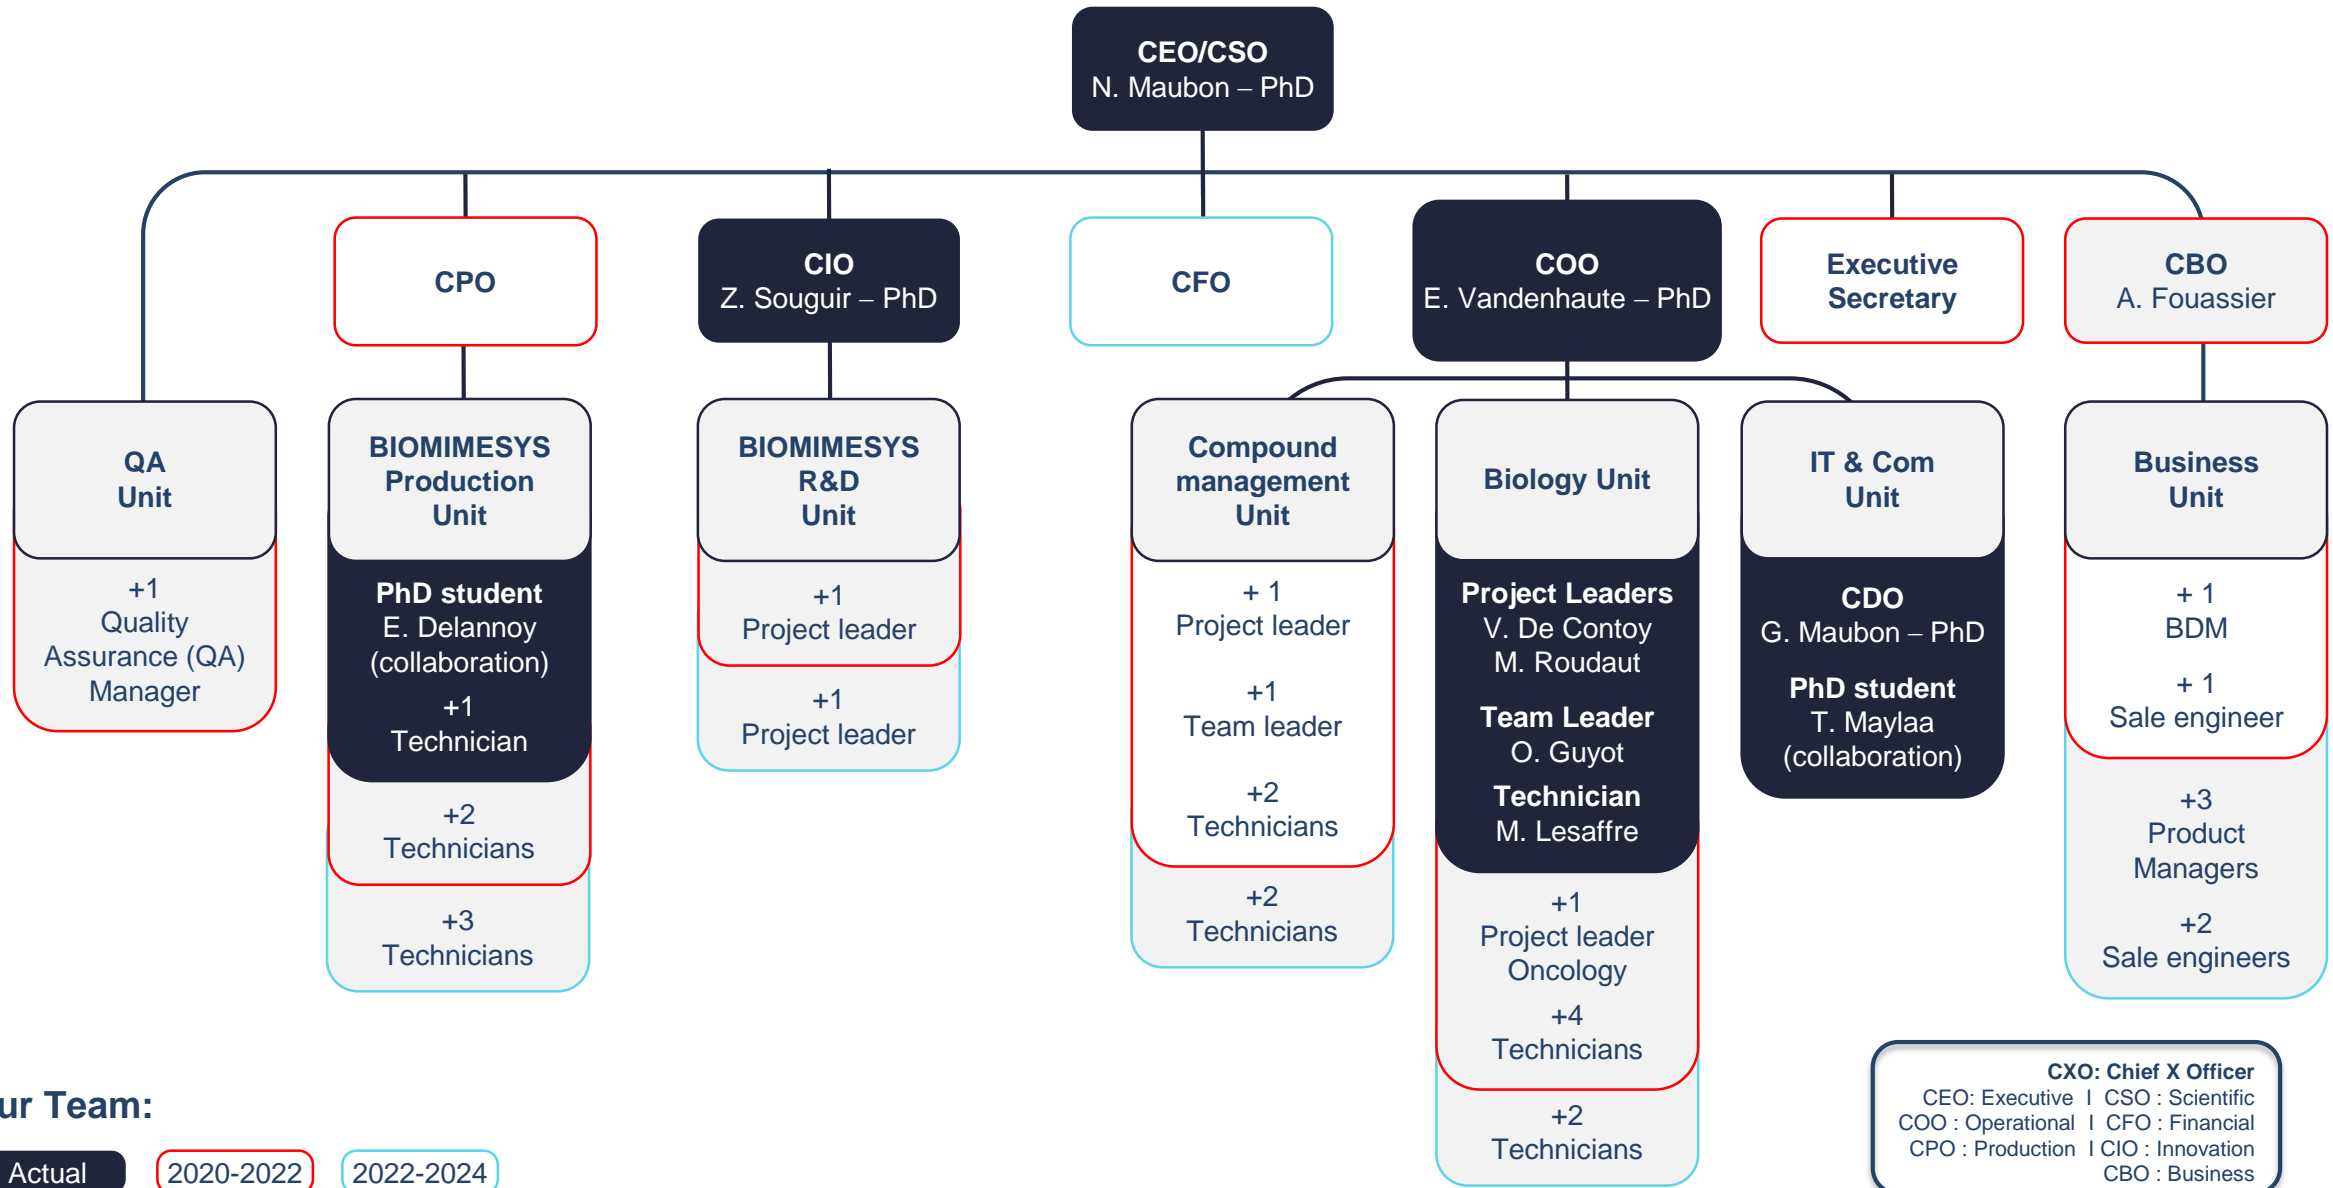 CEO/CSO
N. Maubon – PhD
CPO
CIO
Z. Souguir – PhD
CFO
COO
E. Vandenhaute – PhD
Executive
Secretary
CBO
A. Fouassier
QA
Unit
+1
Quality
Assurance (QA)
Manager
BIOMIMESYS
Production
Unit
PhD student
E. Delannoy
(collaboration)
+1
Technician
+2
Technicians
+3
Technicians
BIOMIMESYS
R&D
Unit
+1
Project leader
+1
Project leader
Compound
management
Unit
+ 1
Project leader
+1
Team leader
+2
Technicians
+2
Technicians
Biology Unit
Project Leaders
V. De Contoy
M. Roudaut
Team Leader
O. Guyot
Technician
M. Lesaffre
+1
Project leader
Oncology
+4
Technicians
+2
Technicians
IT & Com
Unit
CDO
G. Maubon – PhD
PhD student
T. Maylaa
(collaboration)
Business
Unit
+ 1
BDM
+ 1
Sale engineer
+3
Product
Managers
+2
Sale engineers
ur Team:
Actual
2020-2022
2022-2024
CXO: Chief X Officer
CEO: Executive I CSO : Scientific
COO : Operational I CFO : Financial
CPO : Production I CIO : Innovation
CBO : Business